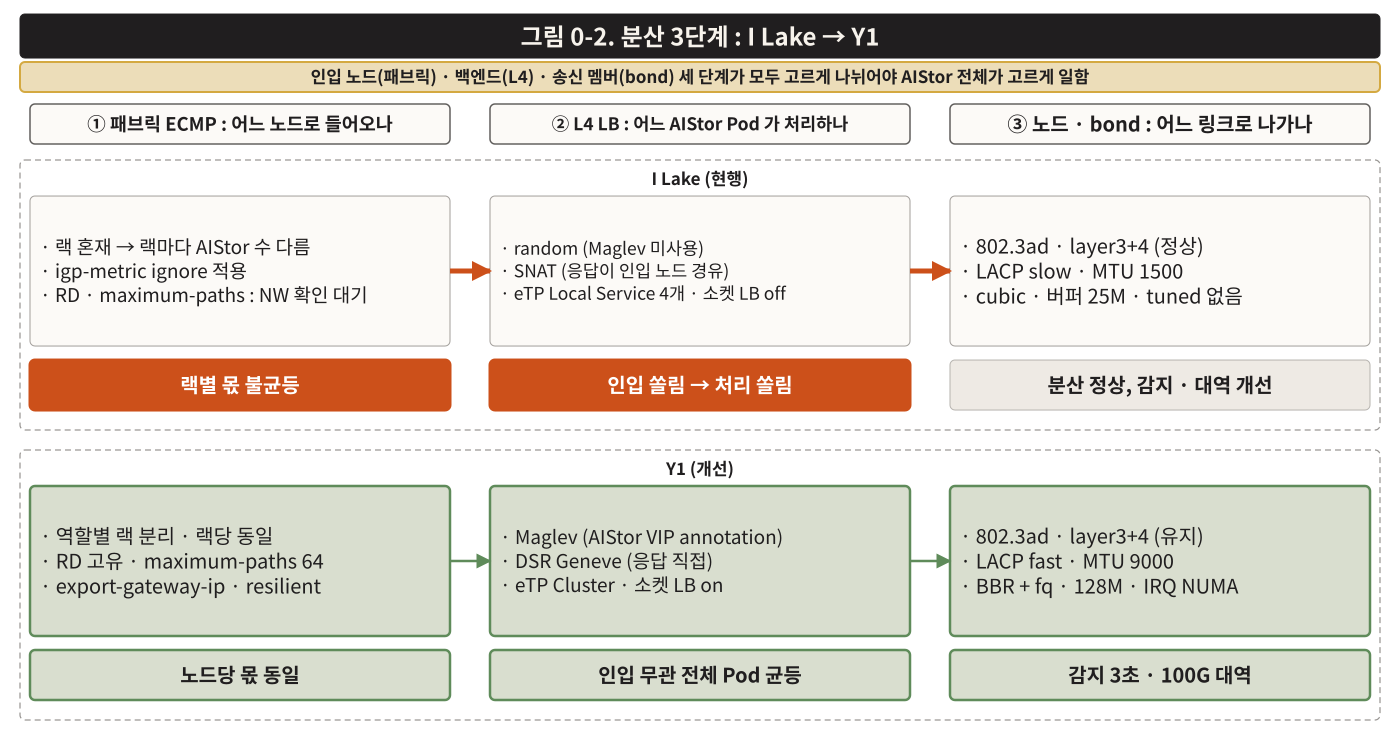 그림 0-2. 분산 3단계 : I Lake → Y1
인입 노드(패브릭) · 백엔드(L4) · 송신 멤버(bond) 세 단계가 모두 고르게 나뉘어야 AIStor 전체가 고르게 일함
① 패브릭 ECMP : 어느 노드로 들어오나
② L4 LB : 어느 AIStor Pod 가 처리하나
③ 노드 · bond : 어느 링크로 나가나
I Lake (현행)
· 랙 혼재 → 랙마다 AIStor 수 다름
· igp-metric ignore 적용
· RD · maximum-paths : NW 확인 대기
· random (Maglev 미사용)
· SNAT (응답이 인입 노드 경유)
· eTP Local Service 4개 · 소켓 LB off
· 802.3ad · layer3+4 (정상)
· LACP slow · MTU 1500
· cubic · 버퍼 25M · tuned 없음
랙별 몫 불균등
인입 쏠림 → 처리 쏠림
분산 정상, 감지 · 대역 개선
Y1 (개선)
· 역할별 랙 분리 · 랙당 동일
· RD 고유 · maximum-paths 64
· export-gateway-ip · resilient
· Maglev (AIStor VIP annotation)
· DSR Geneve (응답 직접)
· eTP Cluster · 소켓 LB on
· 802.3ad · layer3+4 (유지)
· LACP fast · MTU 9000
· BBR + fq · 128M · IRQ NUMA
노드당 몫 동일
인입 무관 전체 Pod 균등
감지 3초 · 100G 대역